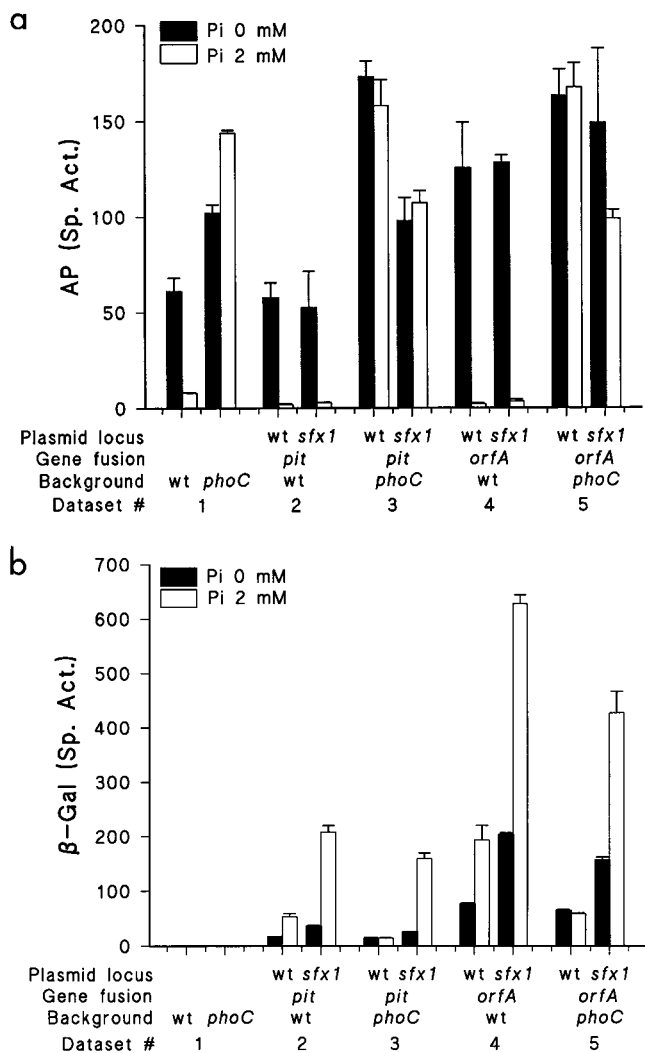 a
Pi 0 mM
Pi 2 mM
AP (Sp. Act.)
200
150
100
50
0
Plasmid locus wt sfx1 wt sfx1 wt sfx1 wt sfx1
Gene fusion pit pit orfA orfA
Background wt phoC wt phoC wt phoC
Dataset # 1 2 3 4 5
b
Pi 0 mM
Pi 2 mM
β-Gal (Sp. Act.)
700
600
500
400
300
200
100
0
Plasmid locus wt sfx1 wt sfx1 wt sfx1 wt sfx1
Gene fusion pit pit orfA orfA
Background wt phoC wt phoC wt phoC
Dataset # 1 2 3 4 5